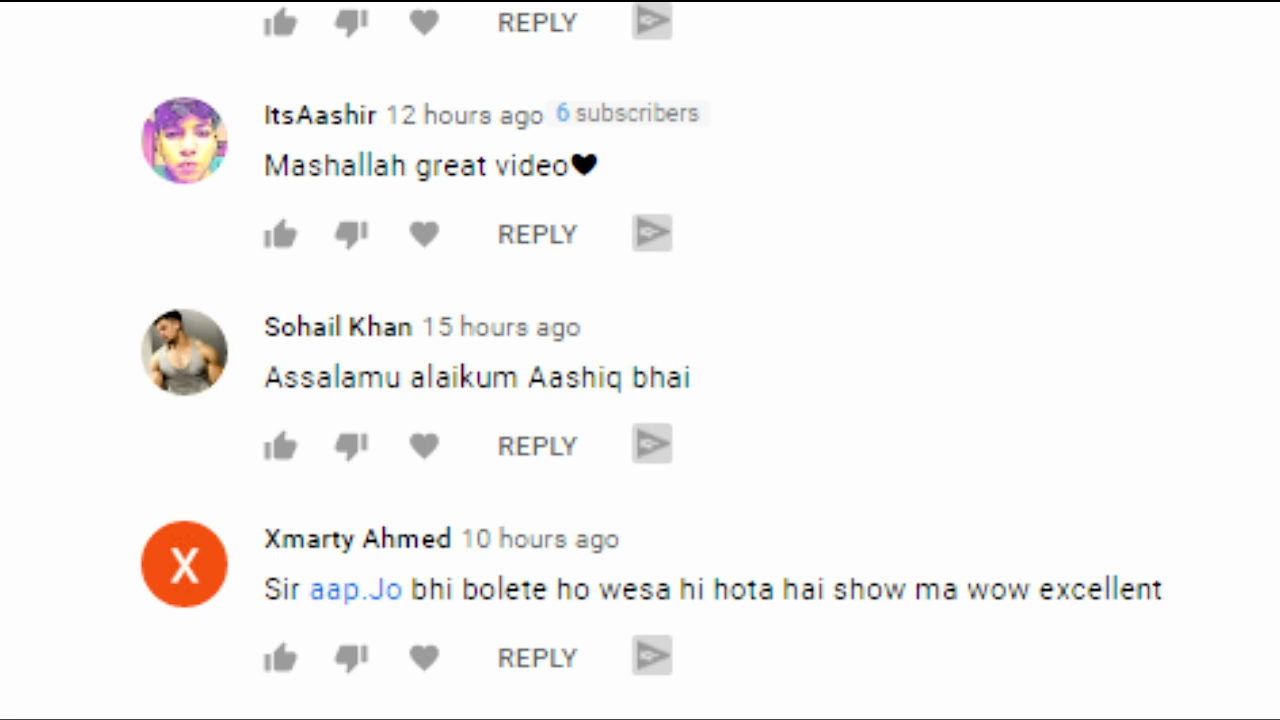 REPLY
ItsAashir 12 hours ago 6 subscribers
Mashallah great video🖤
REPLY
Sohail Khan 15 hours ago
Assalamu alaikum Aashiq bhai
REPLY
X
Xmarty Ahmed 10 hours ago
Sir aap.Jo bhi bolete ho wesa hi hota hai show ma wow excellent
REPLY